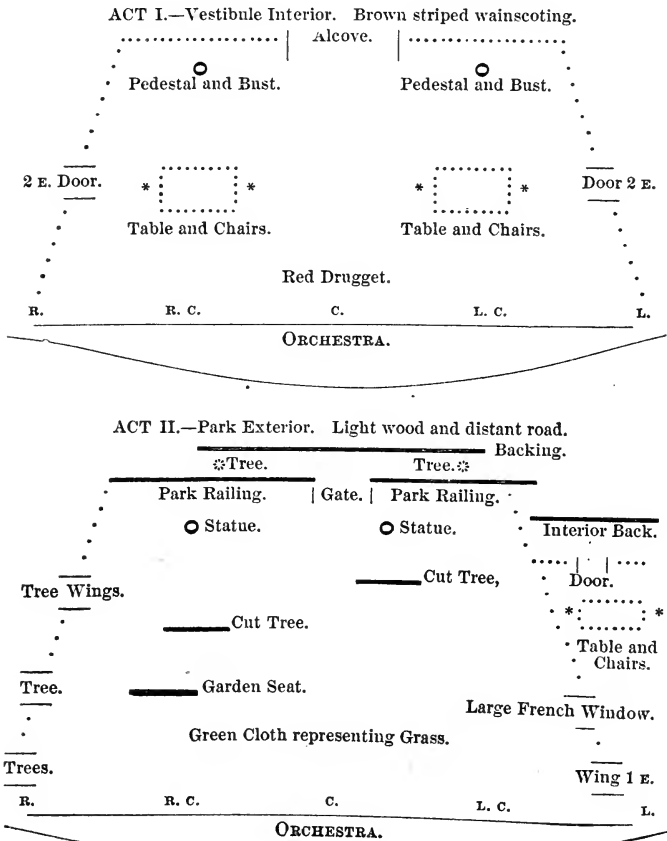 ACT I.—Vestibule Interior. Brown striped wainscoting.
Alcove.
Pedestal and Bust. Pedestal and Bust.
2 E. Door. * * * * Door 2 E.
Table and Chairs. Table and Chairs.
Red Drugget.
R. R. C. C. L. C. L.
ORCHESTRA.
ACT II.—Park Exterior. Light wood and distant road.
Backing.
Tree. Tree.
Park Railing. | Gate. | Park Railing.
Statue. Statue. Interior Back.
Cut Tree, Door.
Tree Wings.
* *
Cut Tree.
Table and
Chairs.
Tree. Garden Seat.
Large French Window.
Green Cloth representing Grass.
Trees. Wing 1 E.
R. R. C. C. L. C. L.
ORCHESTRA.